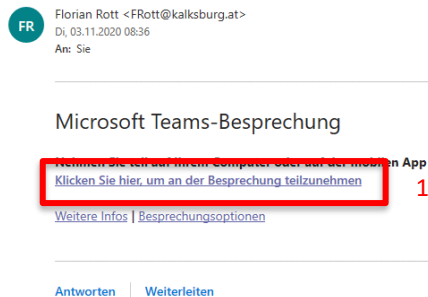 FR
Florian Rott <FRott@kalksburg.at>
Di, 03.11.2020 08:36
An: Sie
Microsoft Teams-Besprechung
Nehmen Sie teil auf Ihrem Computer oder auf der mobilen App
Klicken Sie hier, um an der Besprechung teilzunehmen
1
Weitere Infos | Besprechungsoptionen
Antworten | Weiterleiten